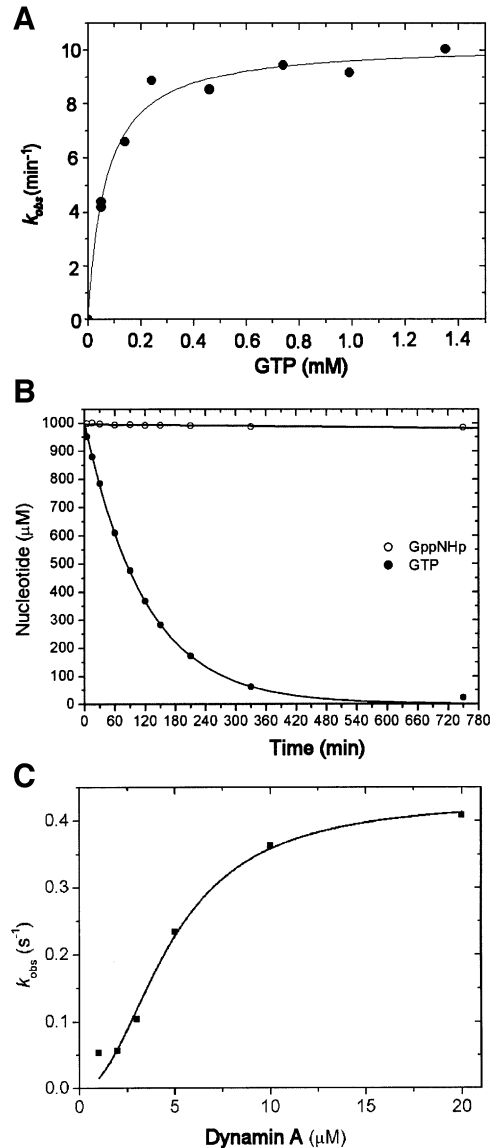 A
10
8
6
4
2
0
k_obs (min⁻¹)
0 0.2 0.4 0.6 0.8 1.0 1.2 1.4
GTP (mM)
B
1000
900
800
700
600
500
400
300
200
100
0
Nucleotide (μM)
GppNHp
GTP
0 60 120 180 240 300 360 420 480 540 600 660 720 780
Time (min)
C
0.4
0.3
0.2
0.1
0.0
k_obs (s⁻¹)
0 5 10 15 20
Dynamin A (μM)